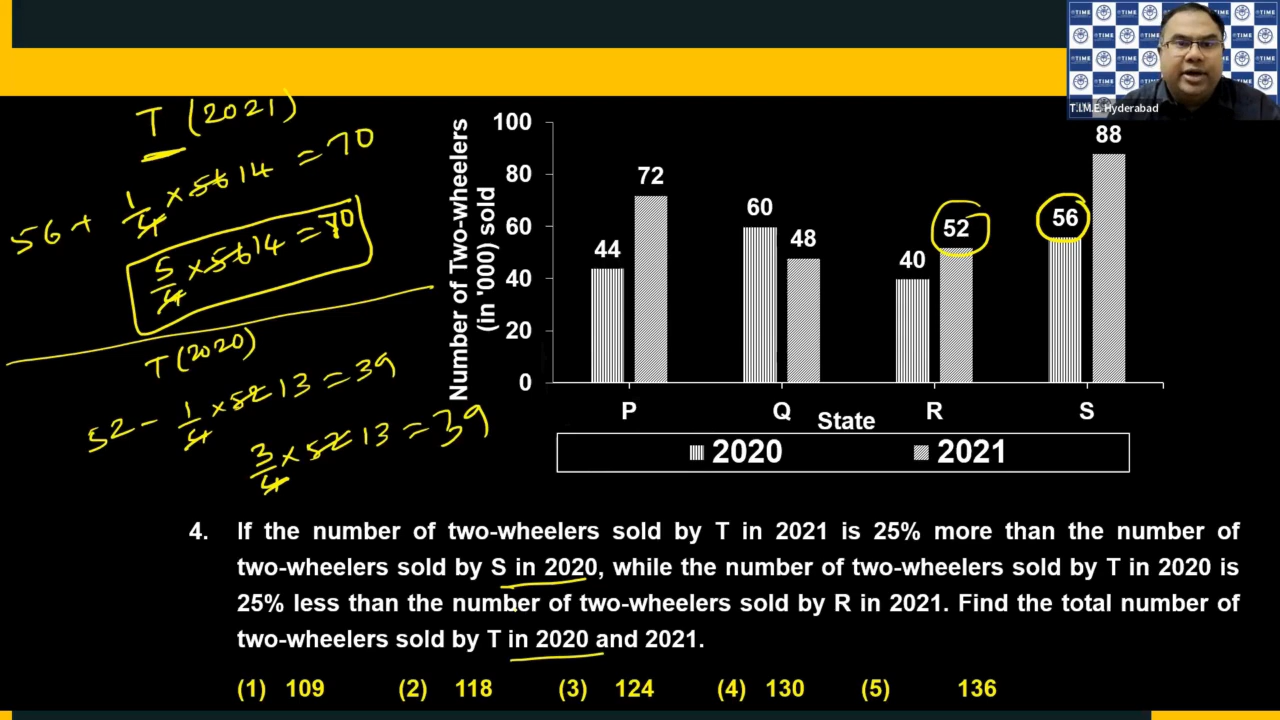 TIME
T.I.M.E. Hyderabad
T (2021)
56 + 1/4 × 56 14 = 70
5/4 × 56 14 = 70
T (2020)
52 - 1/4 × 52 13 = 39
3/4 × 52 13 = 39
Number of Two-wheelers
(in '000) sold
100
80
60
40
20
0
44
72
60
48
40
52
56
88
P
Q
R
S
State
2020
2021
4. If the number of two-wheelers sold by T in 2021 is 25% more than the number of
two-wheelers sold by S in 2020, while the number of two-wheelers sold by T in 2020 is
25% less than the number of two-wheelers sold by R in 2021. Find the total number of
two-wheelers sold by T in 2020 and 2021.
(1) 109 (2) 118 (3) 124 (4) 130 (5) 136